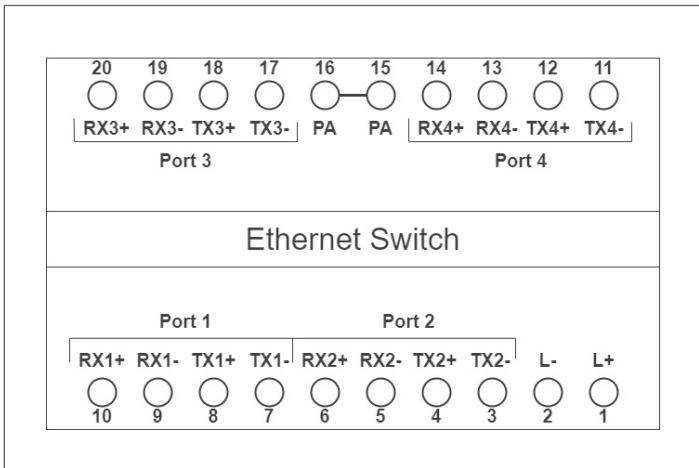 20 19 18 17 16 15 14 13 12 11
RX3+ RX3- TX3+ TX3- PA PA RX4+ RX4- TX4+ TX4-
Port 3 Port 4
Ethernet Switch
Port 1 Port 2
RX1+ RX1- TX1+ TX1- RX2+ RX2- TX2+ TX2- L- L+
10 9 8 7 6 5 4 3 2 1